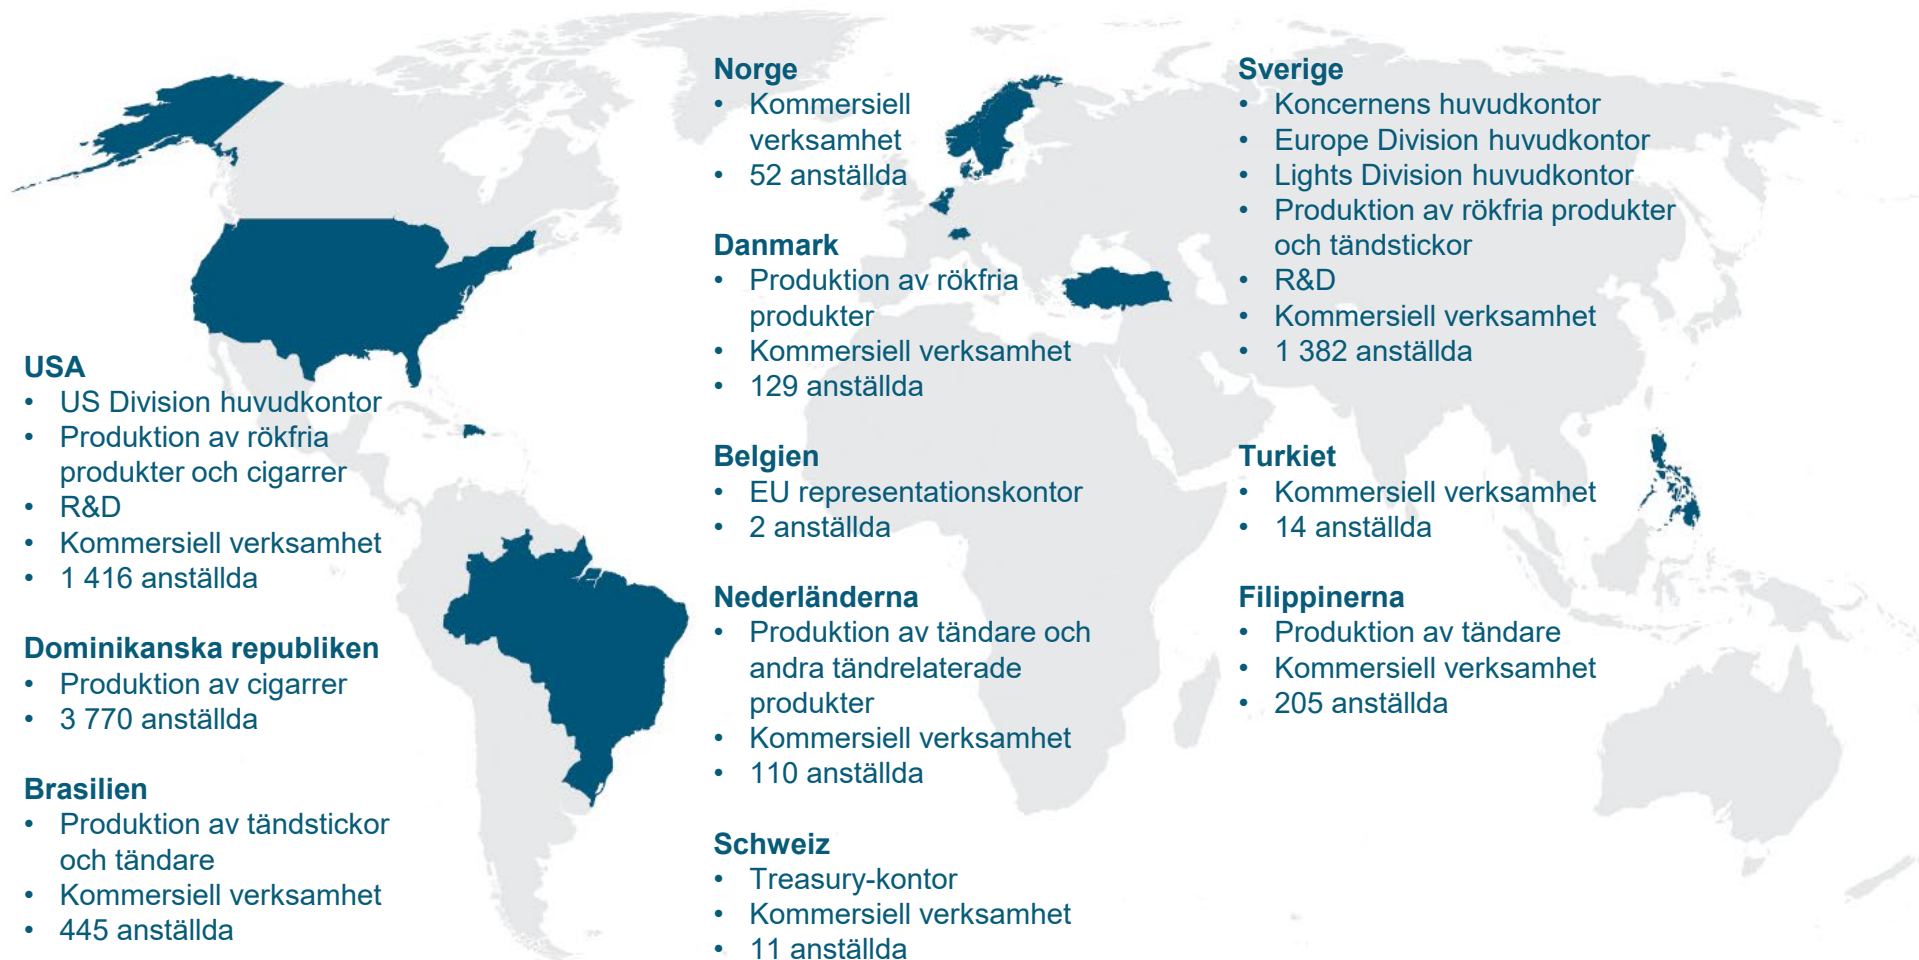 USA
• US Division huvudkontor
• Produktion av rökfria
produkter och cigarrer
• R&D
• Kommersiell verksamhet
• 1 416 anställda
Dominikanska republiken
• Produktion av cigarrer
• 3 770 anställda
Brasilien
• Produktion av tändstickor
och tändare
• Kommersiell verksamhet
• 445 anställda
Norge
• Kommersiell
verksamhet
• 52 anställda
Danmark
• Produktion av rökfria
produkter
• Kommersiell verksamhet
• 129 anställda
Belgien
• EU representationskontor
• 2 anställda
Nederländerna
• Produktion av tändare och
andra tändrelaterade
produkter
• Kommersiell verksamhet
• 110 anställda
Schweiz
• Treasury-kontor
• Kommersiell verksamhet
• 11 anställda
Sverige
• Koncernens huvudkontor
• Europe Division huvudkontor
• Lights Division huvudkontor
• Produktion av rökfria produkter
och tändstickor
• R&D
• Kommersiell verksamhet
• 1 382 anställda
Turkiet
• Kommersiell verksamhet
• 14 anställda
Filippinerna
• Produktion av tändare
• Kommersiell verksamhet
• 205 anställda